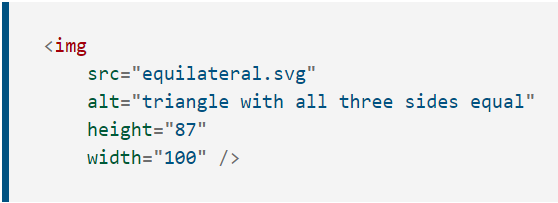 <img
src="equilateral.svg"
alt="triangle with all three sides equal"
height="87"
width="100" />